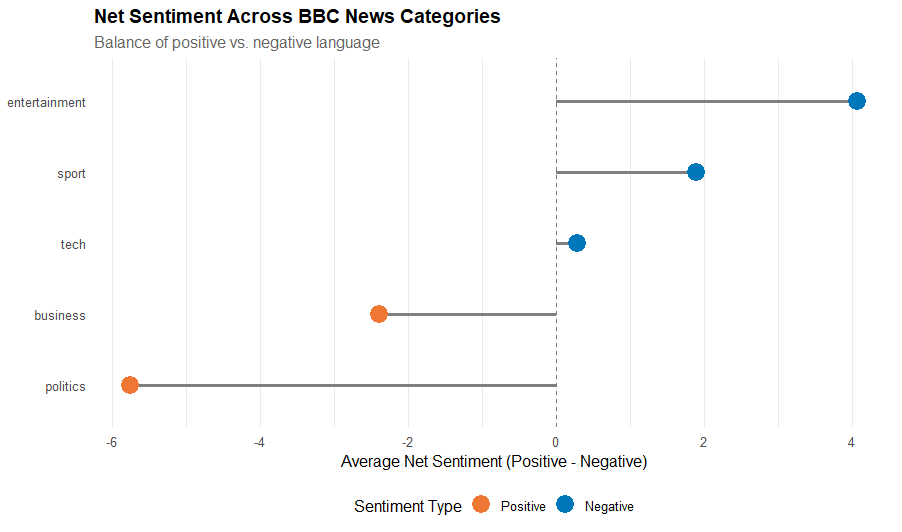 Net Sentiment Across BBC News Categories
Balance of positive vs. negative language
entertainment
sport
tech
business
politics
-6 -4 -2 0 2 4
Average Net Sentiment (Positive - Negative)
Sentiment Type Positive Negative